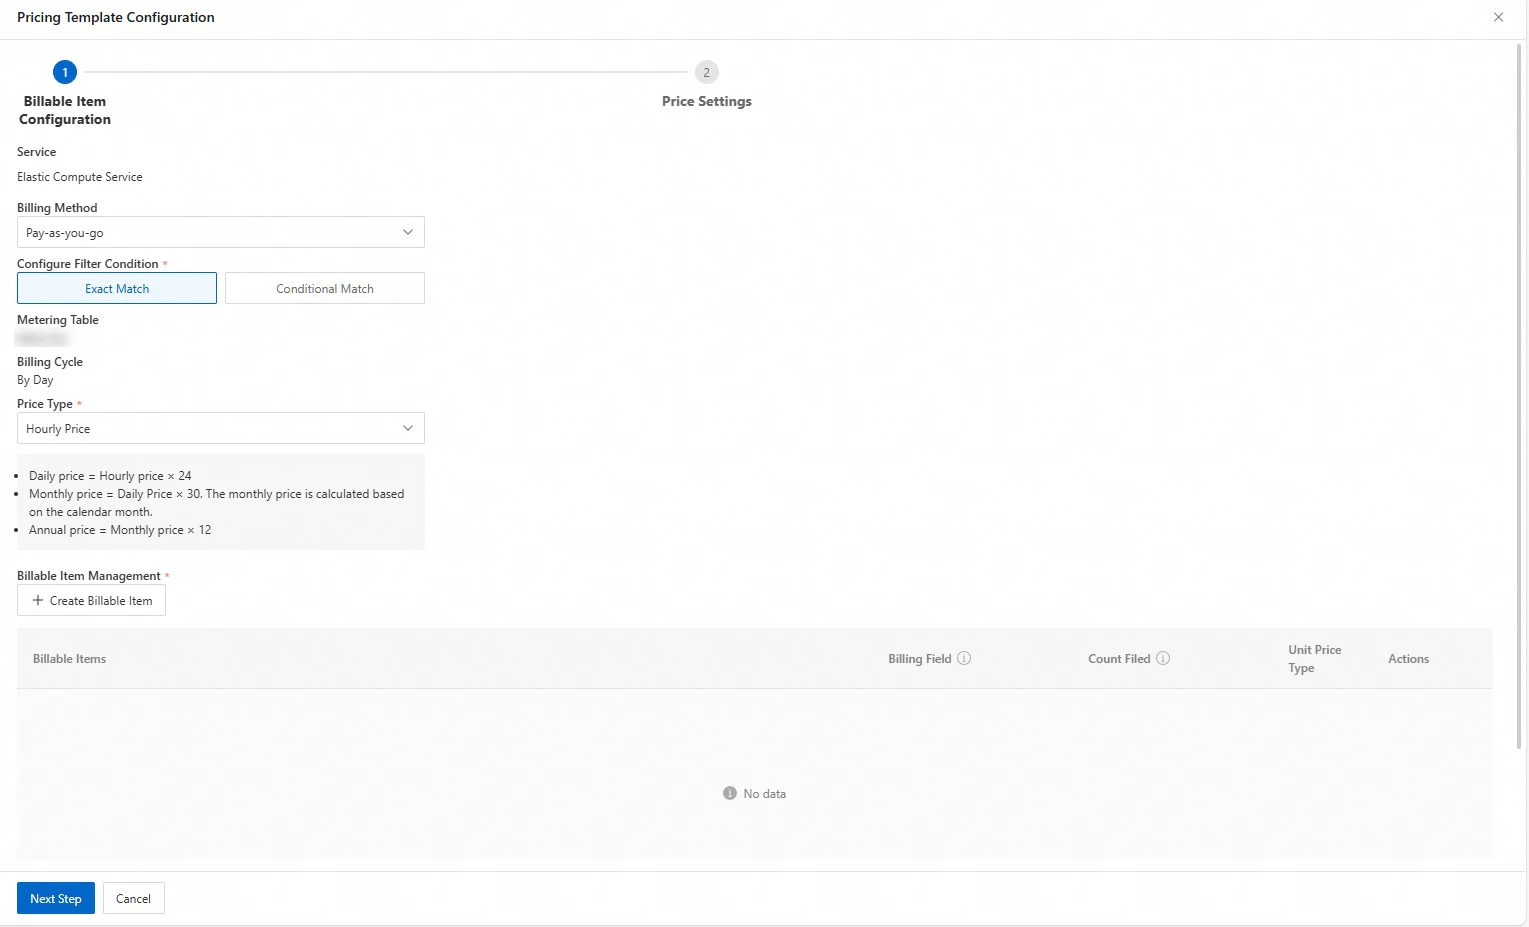 Pricing Template Configuration
1
2
Billable Item
Configuration
Price Settings
Service
Elastic Compute Service
Billing Method
Pay-as-you-go
Configure Filter Condition *
Exact Match
Conditional Match
Metering Table
Billing Cycle
By Day
Price Type *
Hourly Price
• Daily price = Hourly price × 24
• Monthly price = Daily Price × 30. The monthly price is calculated based
on the calendar month.
• Annual price = Monthly price × 12
Billable Item Management *
+ Create Billable Item
Billable Items
Billing Field
Count Filed
Unit Price
Type
Actions
No data
Next Step
Cancel